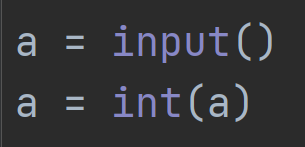 a = input()
a = int(a)